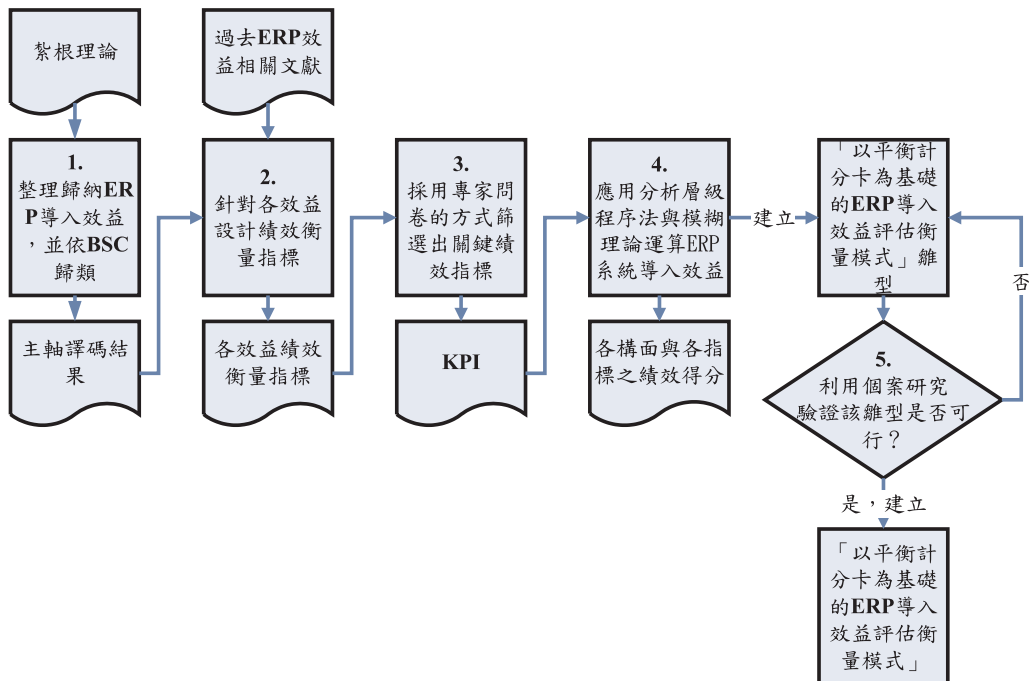 紮根理論
過去ERP效
益相關文獻
1.
整理歸納ER
P導入效益
，並依BSC
歸類
2.
針對各效益
設計績效衡
量指標
3.
採用專家問
卷的方式篩
選出關鍵績
效指標
4.
應用分析層級
程序法與模糊
理論運算ERP
系統導入效益
建立
「以平衡計
分卡為基礎
的ERP導入
效益評估衡
量模式」雛
型
否
主軸譯碼結
果
各效益績效
衡量指標
KPI
各構面與各指
標之績效得分
5.
利用個案研究
驗證該雛型是否可
行？
是，建立
「以平衡計
分卡為基礎
的ERP導入
效益評估衡
量模式」